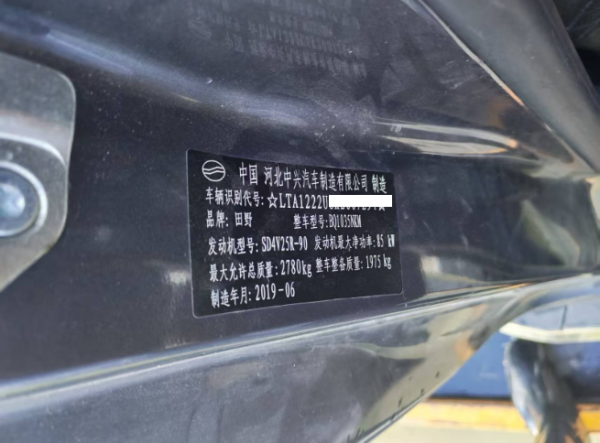 中国 河北中兴汽车制造有限公司 制造
车辆识别代号：☆LTA1222U
品牌：田野 整车型号：
发动机型号：SD4V25R-90 发动机最大净功率：85 kW
最大允许总质量：2780kg 整车整备质量：1975 kg
制造年月：2019-06